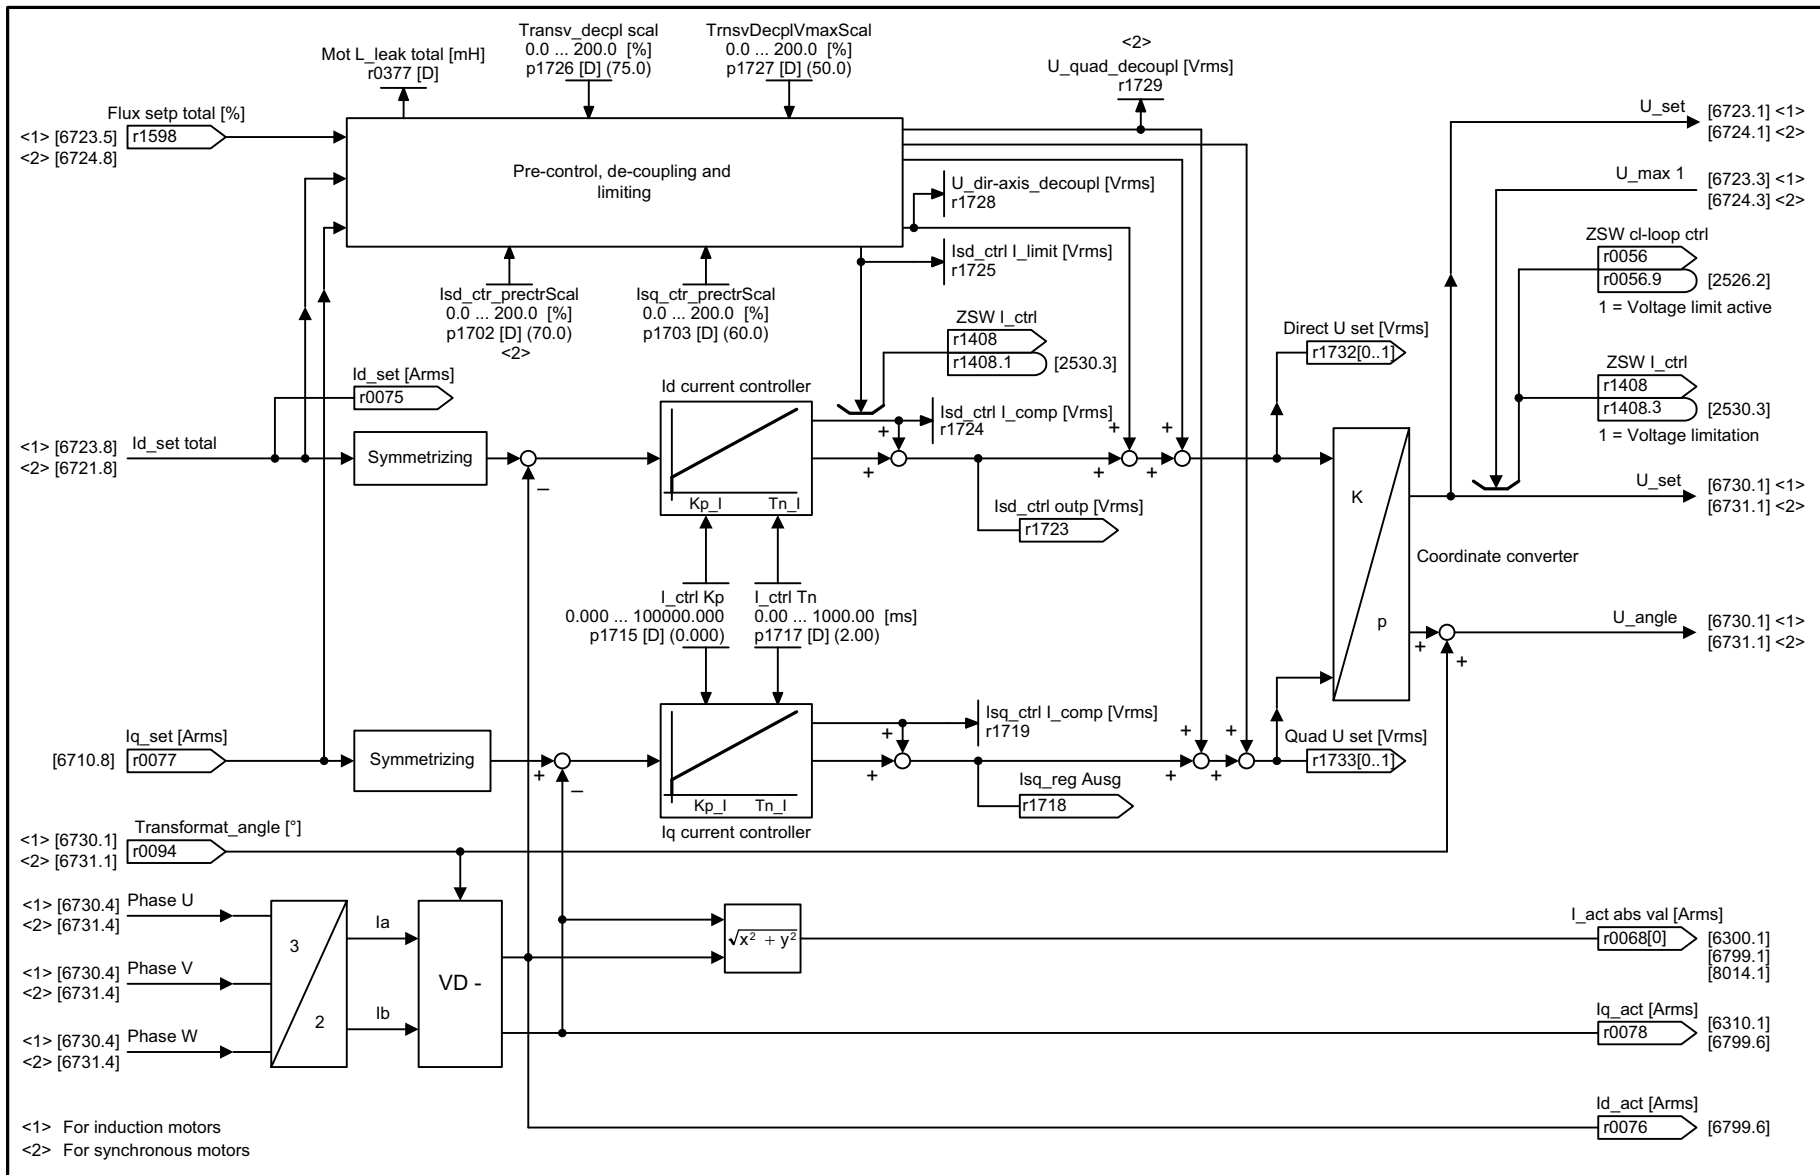 Transv_decpl scal
0.0 ... 200.0 [%]
p1726 [D] (75.0)
TrnsvDecplVmaxScal
0.0 ... 200.0 [%]
p1727 [D] (50.0)
Mot L_leak total [mH]
r0377 [D]
<2>
U_quad_decoupl [Vrms]
r1729
Flux setp total [%]
<1> [6723.5]
r1598
<2> [6724.8]
Pre-control, de-coupling and
limiting
U_set
[6723.1] <1>
[6724.1] <2>
U_max 1
[6723.3] <1>
[6724.3] <2>
U_dir-axis_decoupl [Vrms]
r1728
Isd_ctrl I_limit [Vrms]
r1725
ZSW cl-loop ctrl
r0056
r0056.9
[2526.2]
1 = Voltage limit active
Isd_ctr_prectrScal
0.0 ... 200.0 [%]
p1702 [D] (70.0)
<2>
Isq_ctr_prectrScal
0.0 ... 200.0 [%]
p1703 [D] (60.0)
ZSW I_ctrl
r1408
r1408.1
[2530.3]
Direct U set [Vrms]
r1732[0..1]
ZSW I_ctrl
r1408
r1408.3
[2530.3]
1 = Voltage limitation
Id_set [Arms]
r0075
Id current controller
Isd_ctrl I_comp [Vrms]
r1724
<1> [6723.8]
<2> [6721.8]
Id_set total
Symmetrizing
–
Kp_I
Tn_I
+
+
+
+
+
+
Isd_ctrl outp [Vrms]
r1723
K
p
U_set
[6730.1] <1>
[6731.1] <2>
Coordinate converter
I_ctrl Kp
0.000 ... 100000.000
p1715 [D] (0.000)
I_ctrl Tn
0.00 ... 1000.00 [ms]
p1717 [D] (2.00)
U_angle
[6730.1] <1>
[6731.1] <2>
+
+
Iq_set [Arms]
[6710.8]
r0077
Symmetrizing
+
–
Kp_I
Tn_I
Iq current controller
Isq_ctrl I_comp [Vrms]
r1719
+
+
+
+
+
+
Isq_reg Ausg
r1718
Quad U set [Vrms]
r1733[0..1]
Transformat_angle [°]
<1> [6730.1]
r0094
<2> [6731.1]
<1> [6730.4]
<2> [6731.4]
Phase U
<1> [6730.4]
<2> [6731.4]
Phase V
<1> [6730.4]
<2> [6731.4]
Phase W
3
2
Ia
Ib
VD -
√x² + y²
I_act abs val [Arms]
r0068[0]
[6300.1]
[6799.1]
[8014.1]
Iq_act [Arms]
r0078
[6310.1]
[6799.6]
Id_act [Arms]
r0076
[6799.6]
<1> For induction motors
<2> For synchronous motors